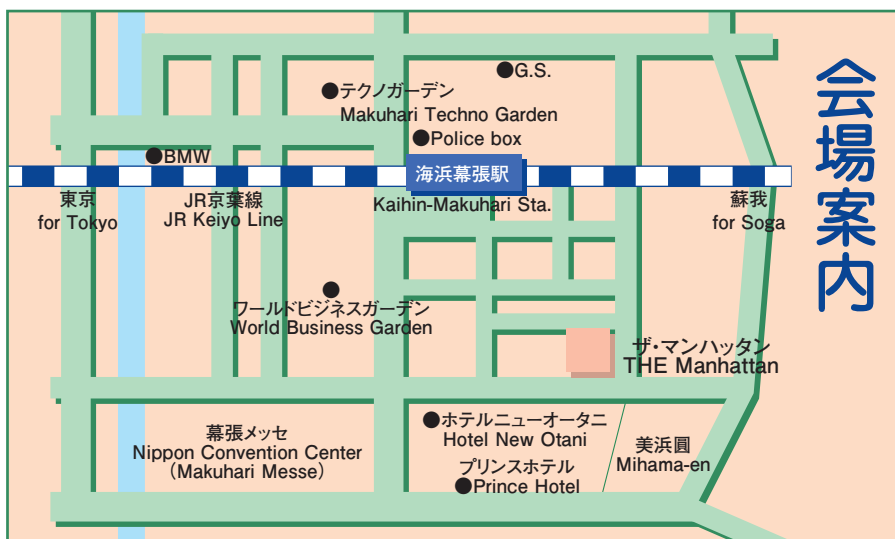 会場案内
G.S.
テクノガーデン
Makuhari Techno Garden
Police box
BMW
海浜幕張駅
Kaihin-Makuhari Sta.
東京
for Tokyo
JR京葉線
JR Keiyo Line
蘇我
for Soga
ワールドビジネスガーデン
World Business Garden
ザ・マンハッタン
THE Manhattan
幕張メッセ
Nippon Convention Center
(Makuhari Messe)
ホテルニューオータニ
Hotel New Otani
プリンスホテル
Prince Hotel
美浜圓
Mihama-en